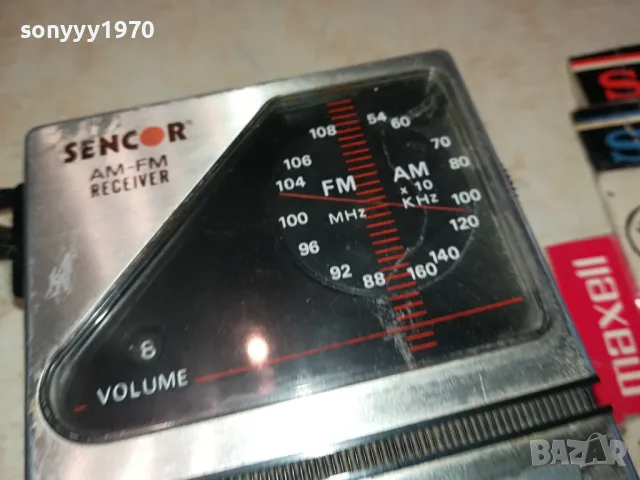 sonyyy1970
SENCOR
AM-FM
RECEIVER
108 54 60
106 70
104 FM AM 80
x 10
100 MHz KHz 100
96 120
92 88 160 140
8
VOLUME
maxell
BAZAR